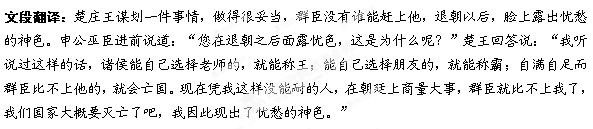 文段翻译：楚庄王谋划一件事情，做得很妥当，群臣没有谁能赶上他，退朝以后，脸上露出忧愁
的神色。申公巫臣进前说道：“您在退朝之后面露忧色，这是为什么呢？”楚王回答说：“我听
说过这样的话，诸侯能自己选择老师的，就能称王；能自己选择朋友的，就能称霸；自满自足而
群臣比不上他的，就会亡国。现在凭我这样没能耐的人，在朝廷上商量大事，群臣就比不上我了，
我们国家大概要灭亡了吧，我因此现出了忧愁的神色。”